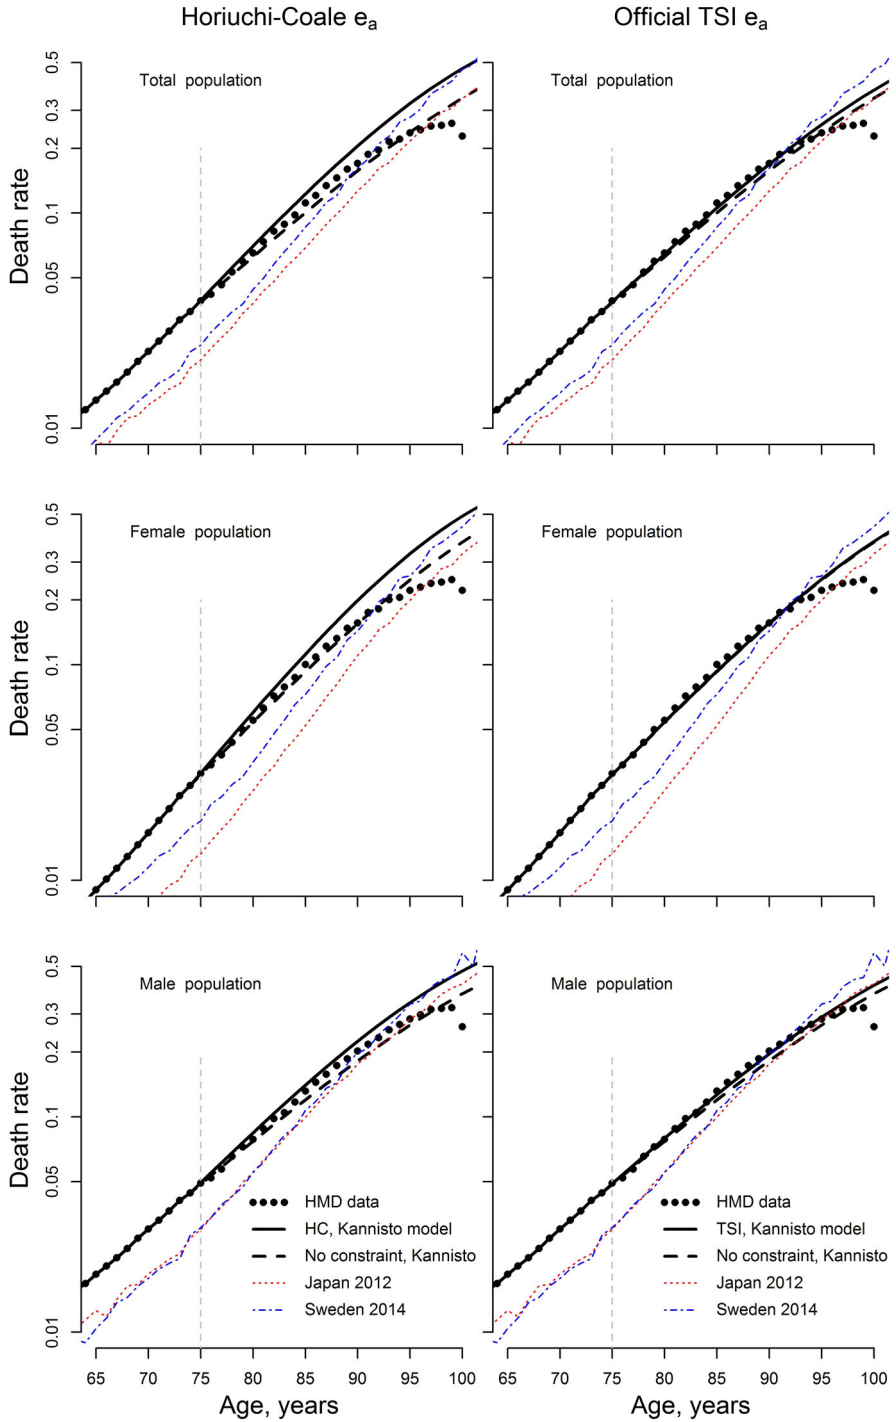 Horiuchi-Coale eₐ
Official TSI eₐ
Total population
Total population
Death rate
0.5
0.3
0.2
0.1
0.05
0.01
Female population
Female population
Death rate
0.5
0.3
0.2
0.1
0.05
0.01
Male population
Male population
Death rate
0.5
0.3
0.2
0.1
0.05
0.01
HMD data
HC, Kannisto model
No constraint, Kannisto
Japan 2012
Sweden 2014
HMD data
TSI, Kannisto model
No constraint, Kannisto
Japan 2012
Sweden 2014
65 70 75 80 85 90 95 100
65 70 75 80 85 90 95 100
Age, years
Age, years